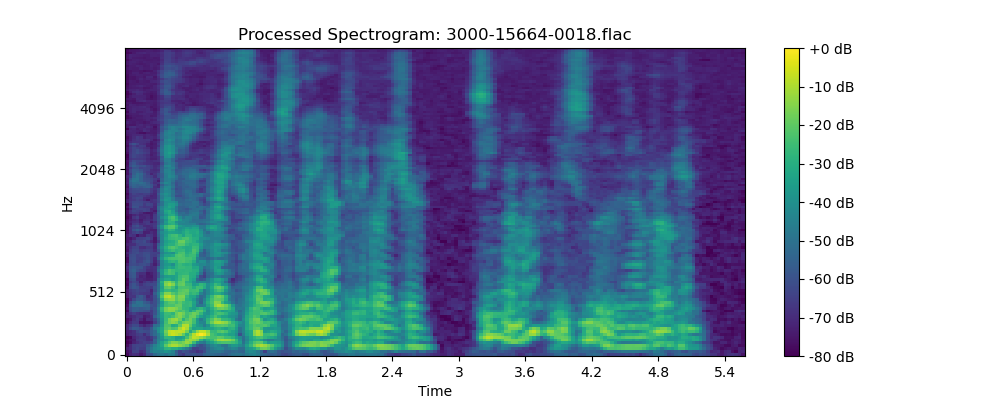 Processed Spectrogram: 3000-15664-0018.flac
Hz
4096
2048
1024
512
0
0 0.6 1.2 1.8 2.4 3 3.6 4.2 4.8 5.4
Time
+0 dB
-10 dB
-20 dB
-30 dB
-40 dB
-50 dB
-60 dB
-70 dB
-80 dB